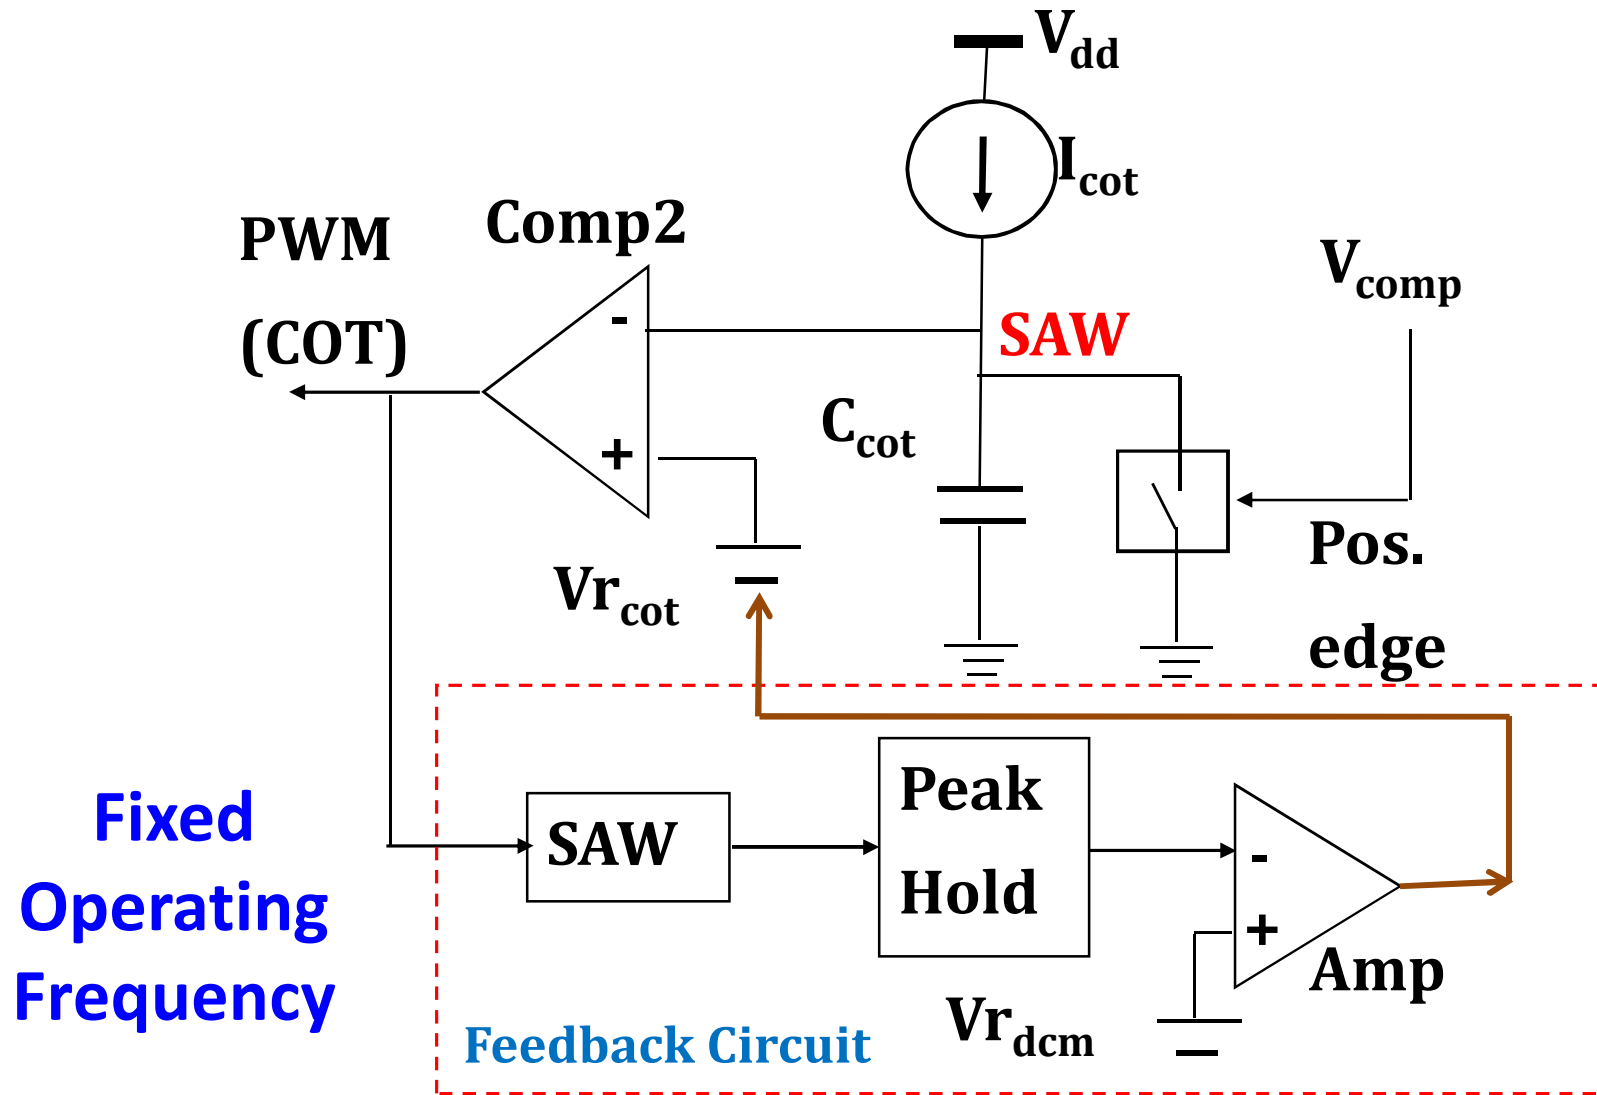 Vdd
Icot
Comp2
PWM
(COT)
Vcomp
SAW
-
Ccot
+
Pos.
edge
Vrcot
Fixed
Operating
Frequency
SAW
Peak
Hold
-
+
Amp
Vrdcm
Feedback Circuit